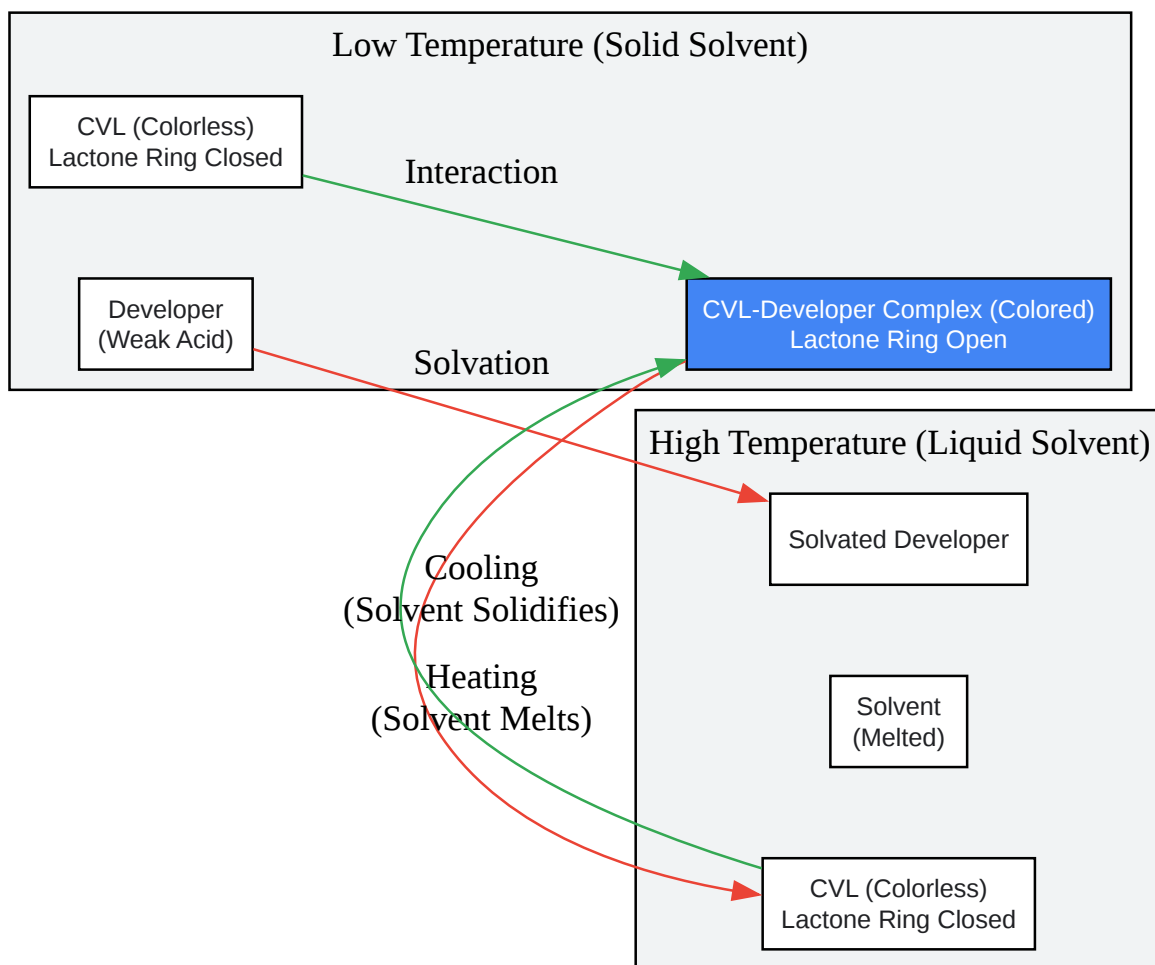 Low Temperature (Solid Solvent)
CVL (Colorless)
Lactone Ring Closed
Interaction
Developer
(Weak Acid)
CVL-Developer Complex (Colored)
Lactone Ring Open
Solvation
High Temperature (Liquid Solvent)
Solvated Developer
Cooling
(Solvent Solidifies)
Heating
(Solvent Melts)
Solvent
(Melted)
CVL (Colorless)
Lactone Ring Closed